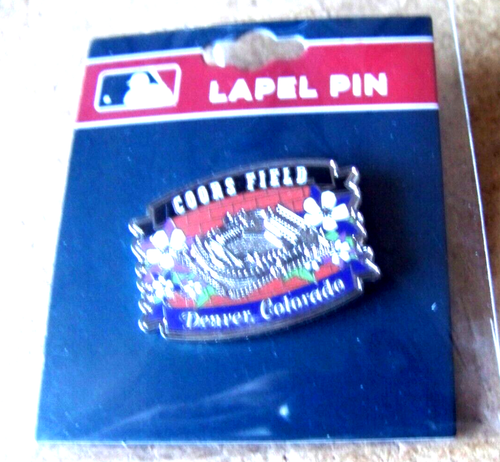 LAPEL PIN
COORS FIELD
Denver, Colorado